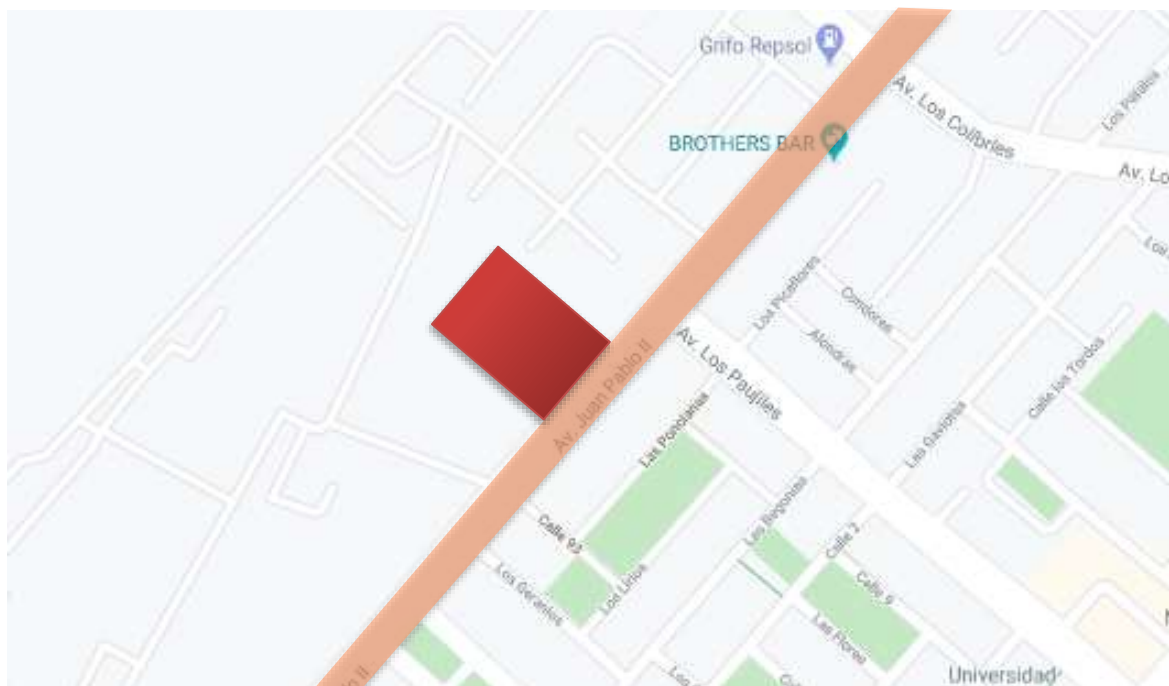 Grifo Repsol
BROTHERS BAR
Av. Los Colibries
Los Paujiles
Av. Lo
Los Picaflores
Condores
Alondras
Av. Juan Pablo II
Av. Los Paujiles
Calle los Tordos
Las Gaviotas
Las Poncianas
Las Begonias
Calle 93
Los Geranios
Los Lirios
Calle 2
Calle 9
Las Flores
Universidad